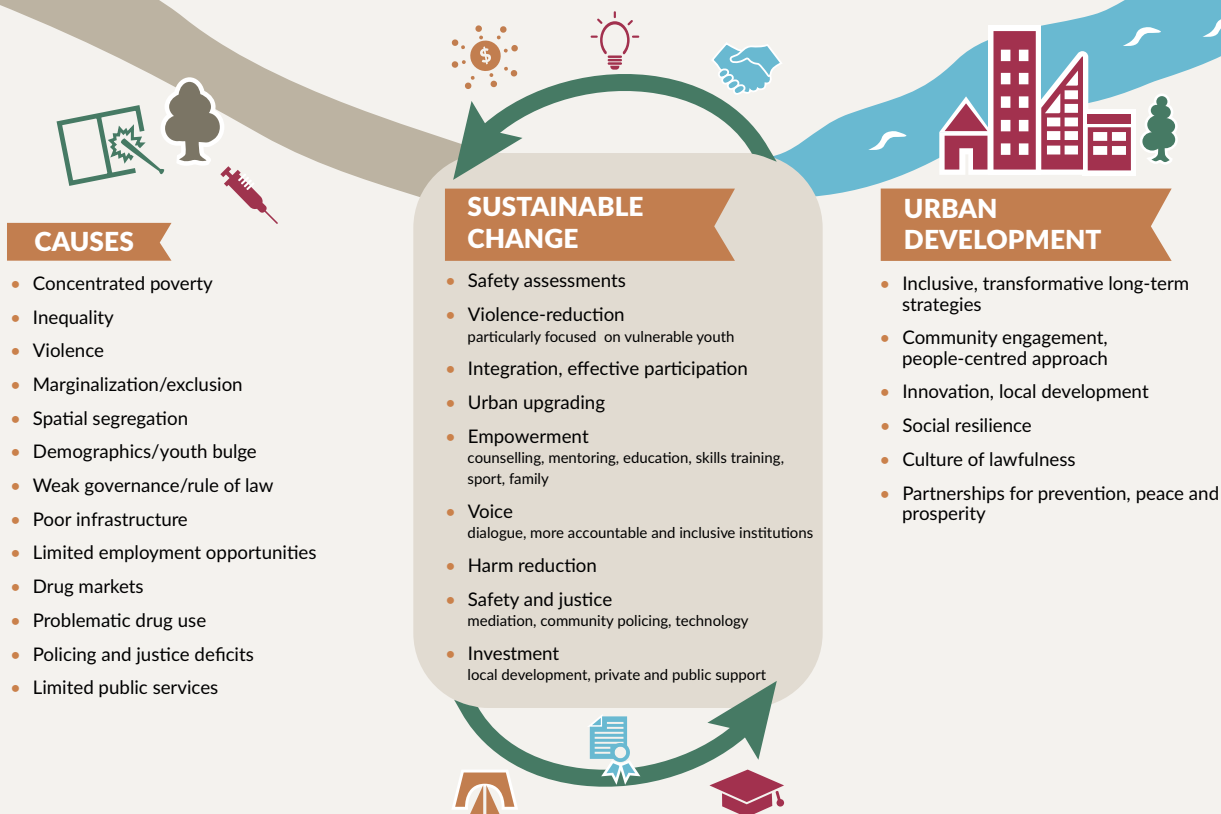 CAUSES
Concentrated poverty
Inequality
Violence
Marginalization/exclusion
Spatial segregation
Demographics/youth bulge
Weak governance/rule of law
Poor infrastructure
Limited employment opportunities
Drug markets
Problematic drug use
Policing and justice deficits
Limited public services
$
SUSTAINABLE
CHANGE
Safety assessments
Violence-reduction
particularly focused on vulnerable youth
Integration, effective participation
Urban upgrading
Empowerment
counselling, mentoring, education, skills training,
sport, family
Voice
dialogue, more accountable and inclusive institutions
Harm reduction
Safety and justice
mediation, community policing, technology
Investment
local development, private and public support
URBAN
DEVELOPMENT
Inclusive, transformative long-term
strategies
Community engagement,
people-centred approach
Innovation, local development
Social resilience
Culture of lawfulness
Partnerships for prevention, peace and
prosperity